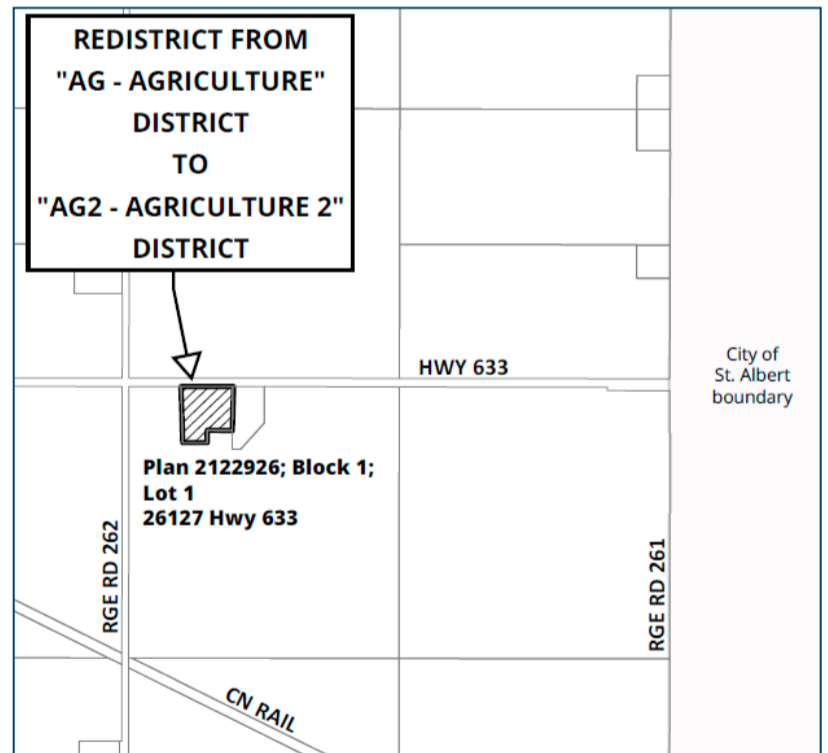 REDISTRICT FROM
"AG - AGRICULTURE"
DISTRICT
TO
"AG2 - AGRICULTURE 2"
DISTRICT
HWY 633
City of
St. Albert
boundary
Plan 2122926; Block 1;
Lot 1
26127 Hwy 633
RGE RD 262
RGE RD 261
CN RAIL